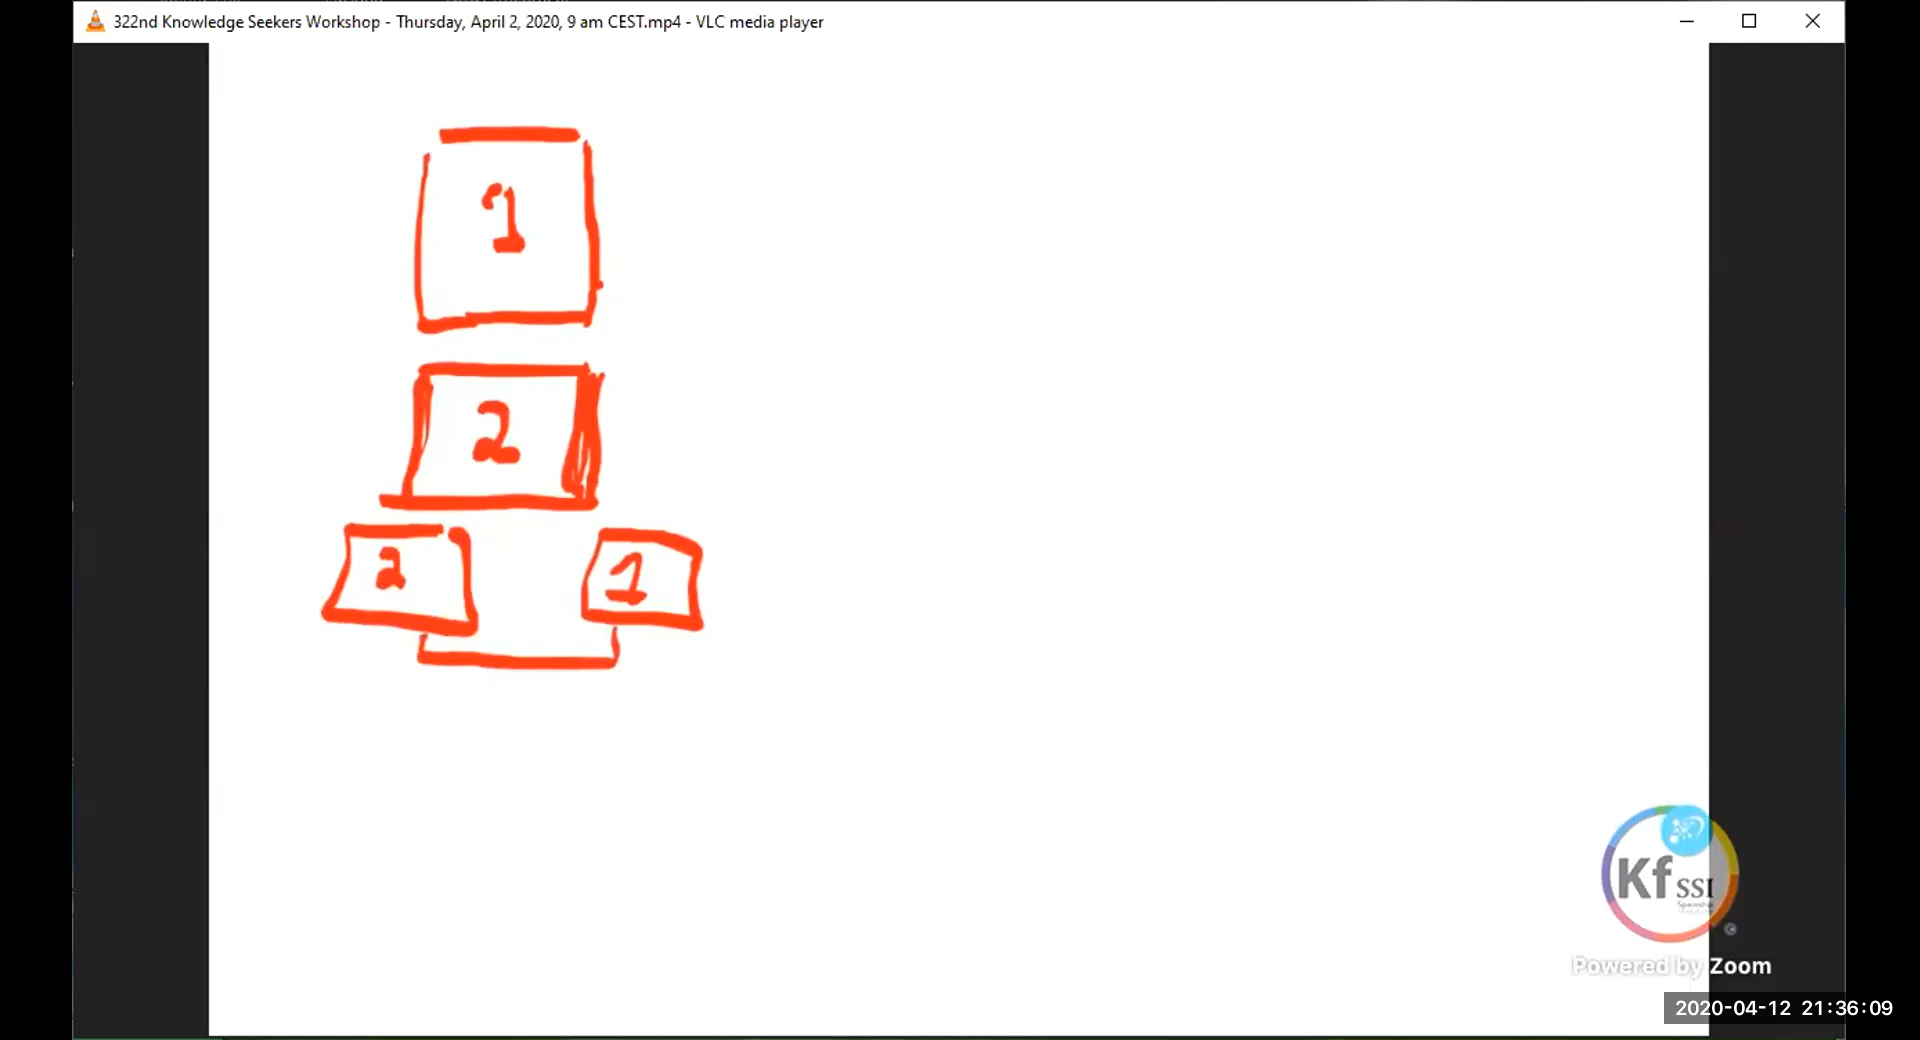 322nd Knowledge Seekers Workshop - Thursday, April 2, 2020, 9 am CEST.mp4 - VLC media player
1
2
2 1
Kf SSI
Powered by Zoom
2020-04-12 21:36:09